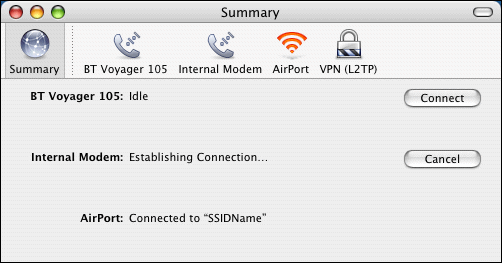 Summary
Summary BT Voyager 105 Internal Modem AirPort VPN (L2TP)
BT Voyager 105: Idle Connect
Internal Modem: Establishing Connection... Cancel
AirPort: Connected to “SSIDName”